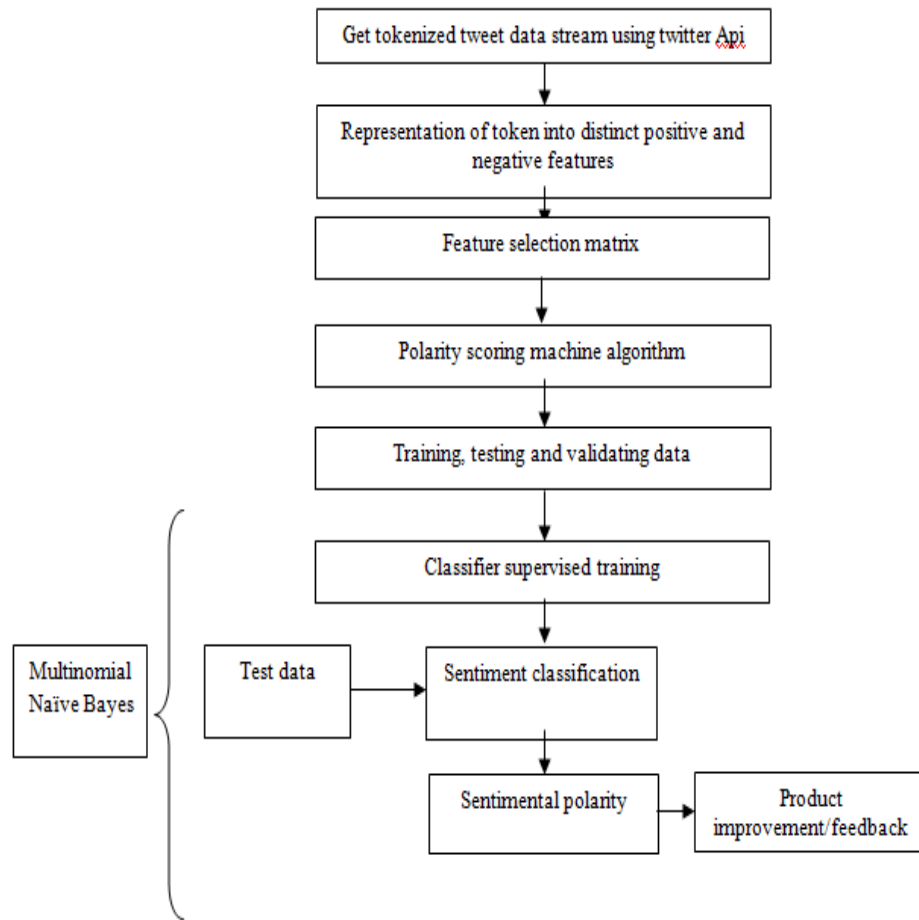 Get tokenized tweet data stream using twitter Api
Representation of token into distinct positive and
negative features
Feature selection matrix
Polarity scoring machine algorithm
Training, testing and validating data
Classifier supervised training
Multinomial
Naïve Bayes
Test data
Sentiment classification
Sentimental polarity
Product
improvement/feedback